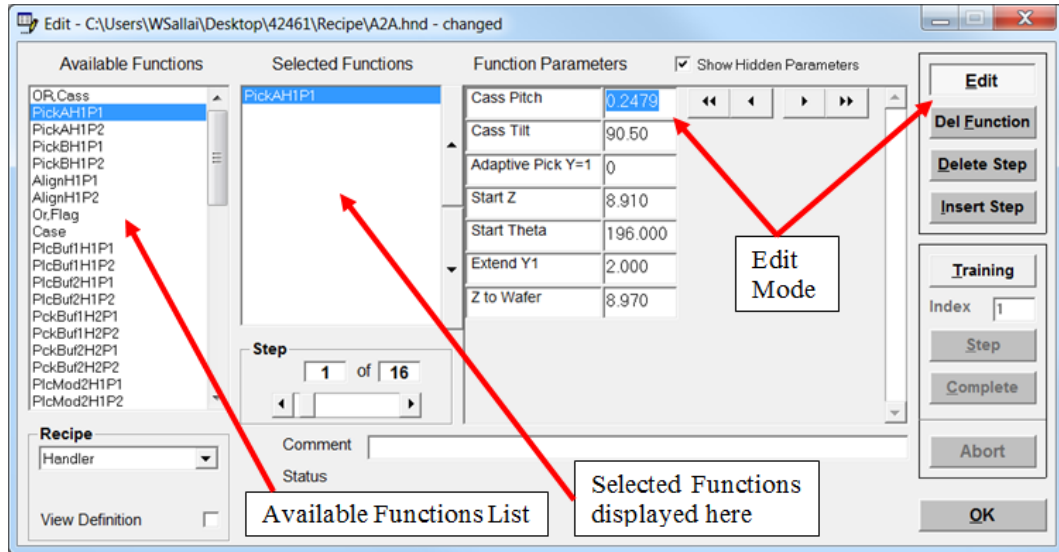 Edit - C:\Users\WSallai\Desktop\42461\Recipe\A2A.hnd - changed
Available Functions
OR,Cass
PickAH1P1
PickAH1P2
PickBH1P1
PickBH1P2
AlignH1P1
AlignH1P2
Or,Flag
Case
PlcBuf1H1P1
PlcBuf1H1P2
PlcBuf2H1P1
PlcBuf2H1P2
PckBuf1H2P1
PckBuf1H2P2
PckBuf2H2P1
PckBuf2H2P2
PlcMod2H1P1
PlcMod2H1P2
Selected Functions
PickAH1P1
Step
1 of 16
Function Parameters
Show Hidden Parameters
Cass Pitch 0.2479
Cass Tilt 90.50
Adaptive Pick Y=1 0
Start Z 8.910
Start Theta 196.000
Extend Y1 2.000
Z to Wafer 8.970
Edit
Mode
Edit
Del Function
Delete Step
Insert Step
Training
Index 1
Step
Complete
Abort
OK
Recipe
Handler
View Definition
Comment
Status
Available Functions List
Selected Functions
displayed here